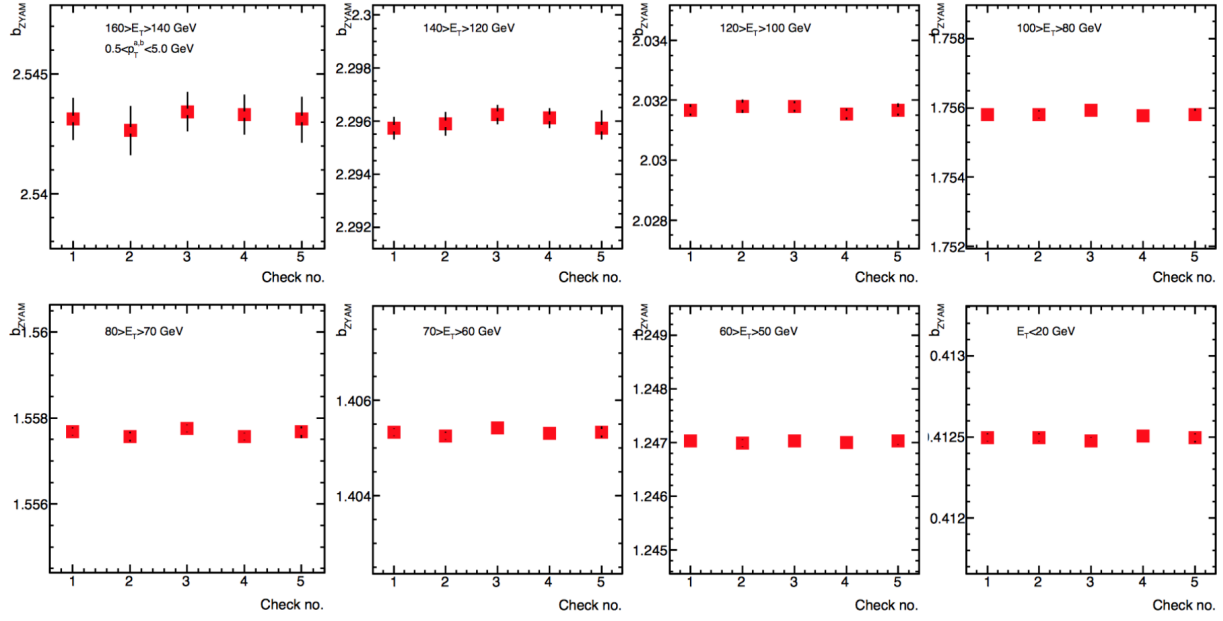 b_ZYAM
160>E_T>140 GeV
0.5<p_T^{a,b}<5.0 GeV
2.545
2.54
1 2 3 4 5
Check no.
b_ZYAM
140>E_T>120 GeV
2.3
2.298
2.296
2.294
2.292
1 2 3 4 5
Check no.
b_ZYAM
120>E_T>100 GeV
2.034
2.032
2.03
2.028
1 2 3 4 5
Check no.
b_ZYAM
100>E_T>80 GeV
1.758
1.756
1.754
1.752
1 2 3 4 5
Check no.
b_ZYAM
80>E_T>70 GeV
1.56
1.558
1.556
1 2 3 4 5
Check no.
b_ZYAM
70>E_T>60 GeV
1.406
1.404
1 2 3 4 5
Check no.
b_ZYAM
60>E_T>50 GeV
1.249
1.248
1.247
1.246
1.245
1 2 3 4 5
Check no.
b_ZYAM
E_T<20 GeV
0.413
.4125
0.412
1 2 3 4 5
Check no.